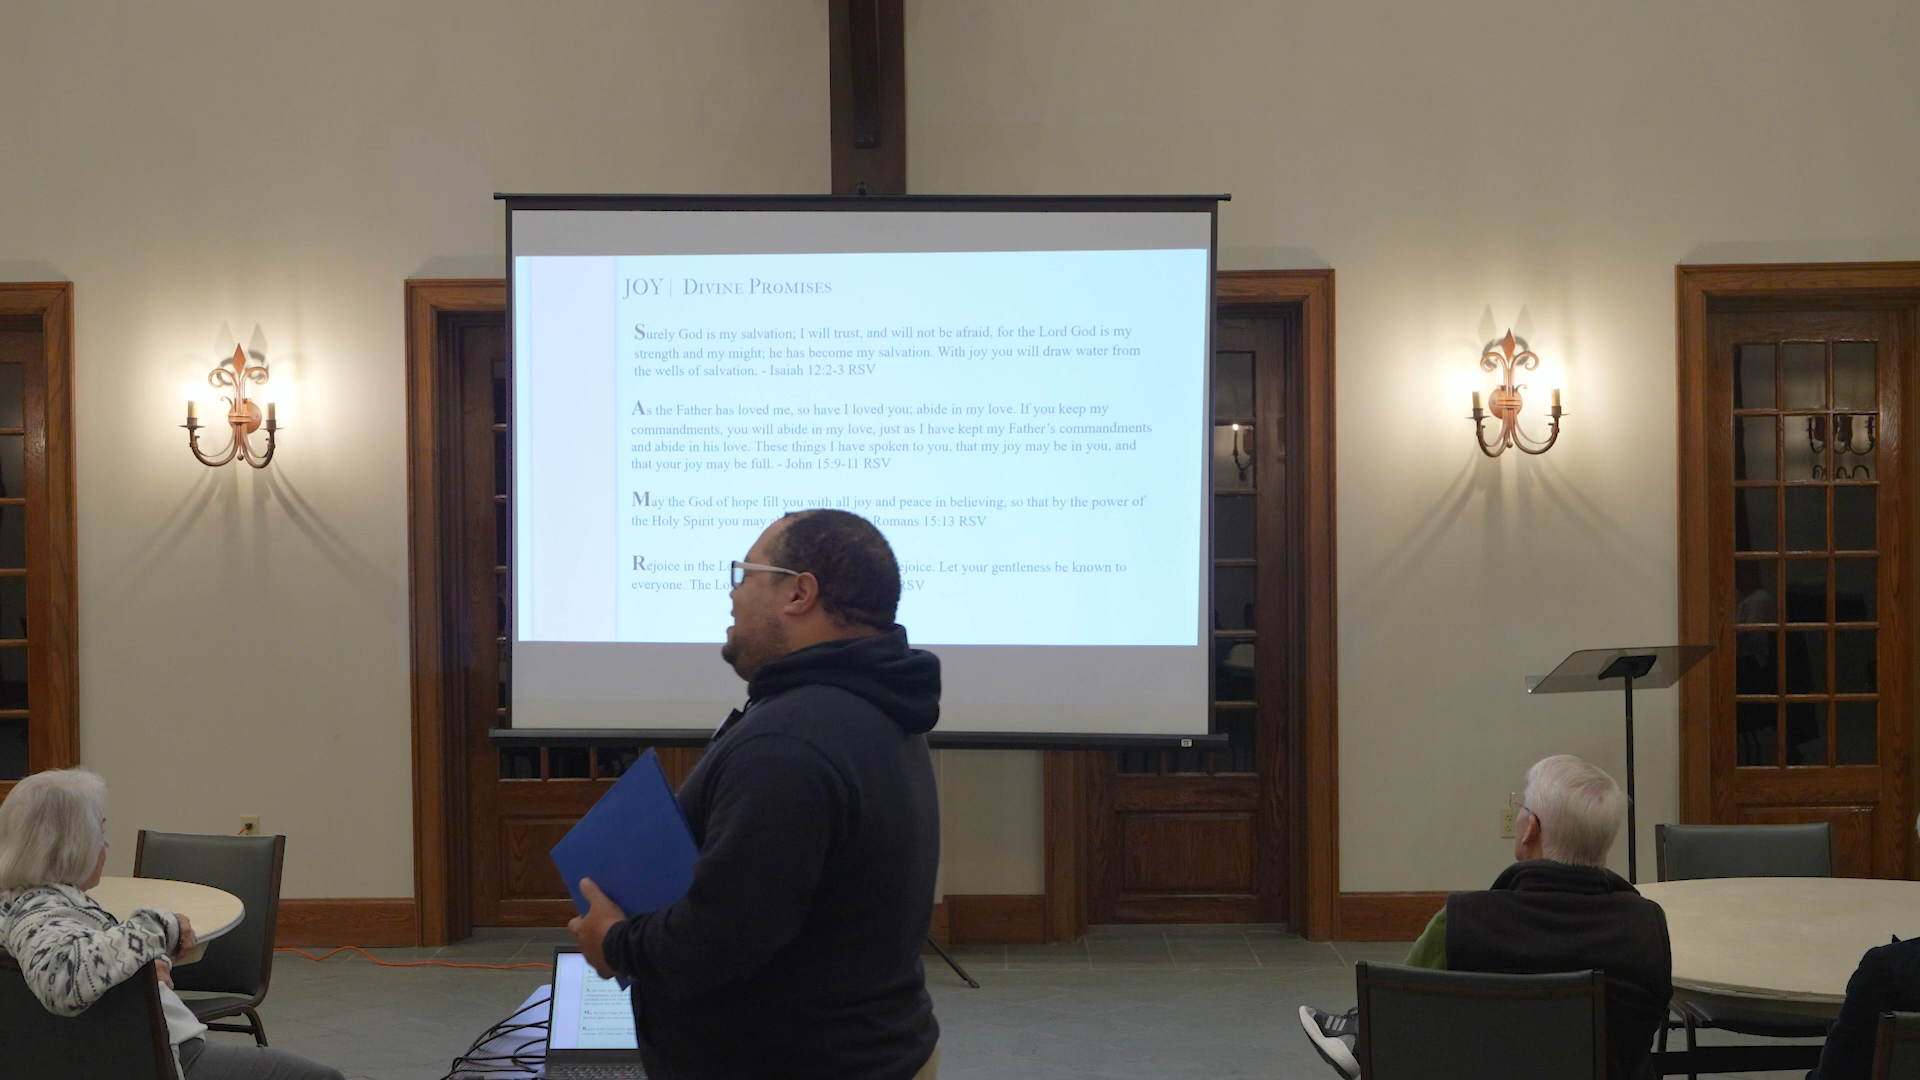 JOY | Divine Promises
Surely God is my salvation; I will trust, and will not be afraid, for the Lord God is my
strength and my might; he has become my salvation. With joy you will draw water from
the wells of salvation. - Isaiah 12:2-3 RSV
As the Father has loved me, so have I loved you; abide in my love. If you keep my
commandments, you will abide in my love, just as I have kept my Father's commandments
and abide in his love. These things I have spoken to you, that my joy may be in you, and
that your joy may be full. - John 15:9-11 RSV
May the God of hope fill you with all joy and peace in believing, so that by the power of
the Holy Spirit you may Romans 15:13 RSV
Rejoice in the ejoice. Let your gentleness be known to
everyone. The RSV